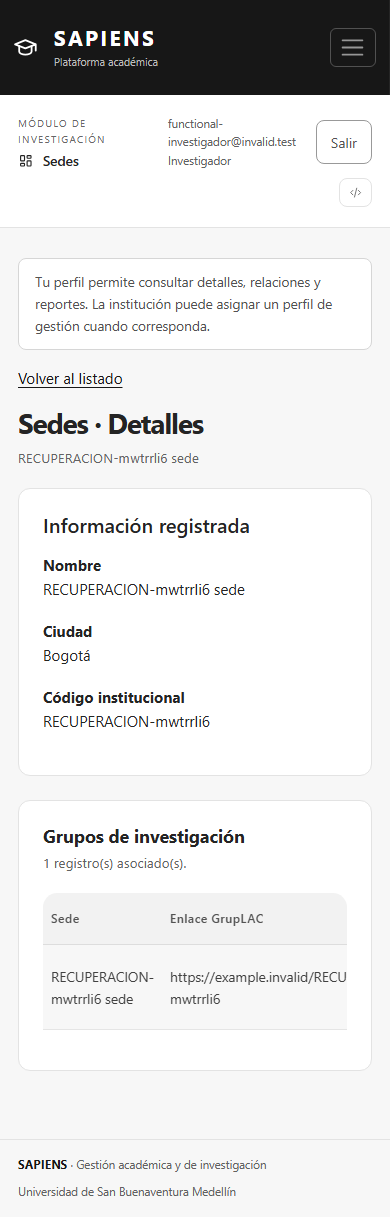 SAPIENS
Plataforma académica
MÓDULO DE
INVESTIGACIÓN
Sedes
functional-
investigador@invalid.test
Investigador
Salir
</>
Tu perfil permite consultar detalles, relaciones y
reportes. La institución puede asignar un perfil de
gestión cuando corresponda.
Volver al listado
Sedes · Detalles
RECUPERACION-mwtrrli6 sede
Información registrada
Nombre
RECUPERACION-mwtrrli6 sede
Ciudad
Bogotá
Código institucional
RECUPERACION-mwtrrli6
Grupos de investigación
1 registro(s) asociado(s).
Sede Enlace GrupLAC
RECUPERACION- https://example.invalid/RECU
mwtrrli6 sede mwtrrli6
SAPIENS · Gestión académica y de investigación
Universidad de San Buenaventura Medellín